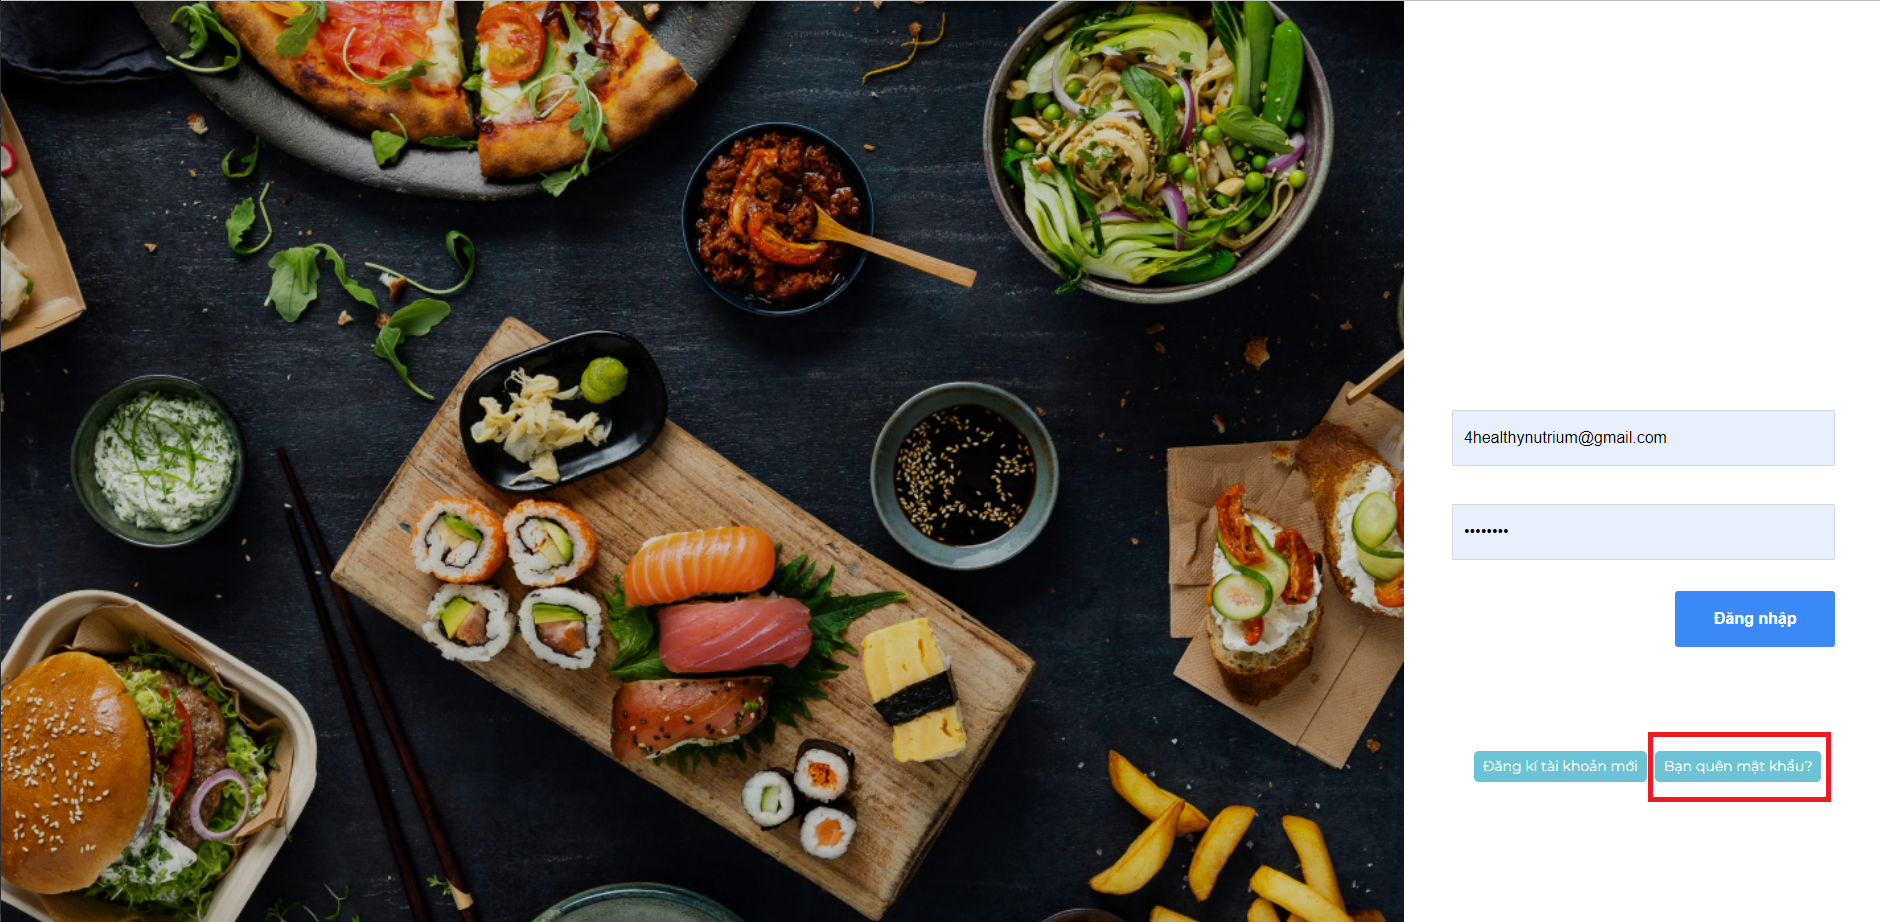 4healthynutrium@gmail.com
••••••••
Đăng nhập
Đăng kí tài khoản mới
Bạn quên mật khẩu?